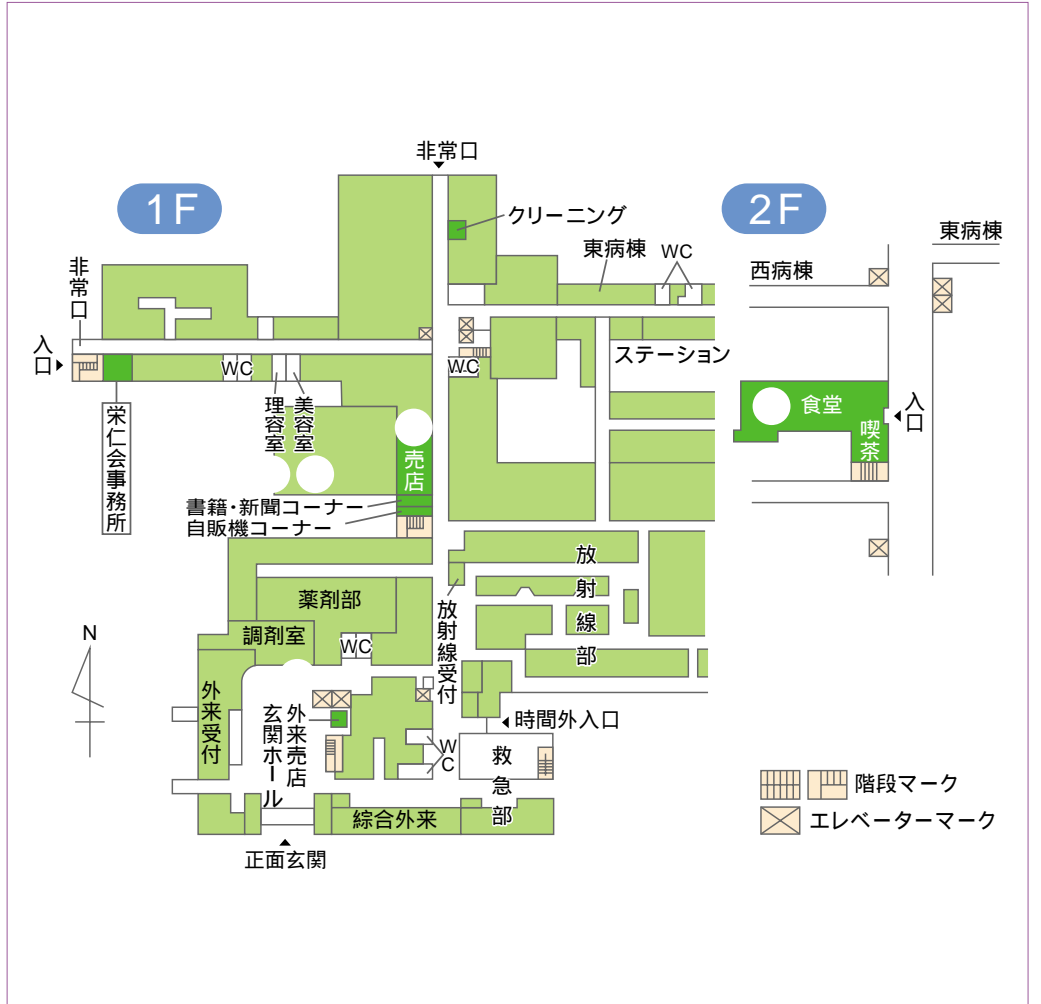 非常口
1F
2F
クリーニング
東病棟
WC
東病棟
西病棟
非常口
入口
ステーション
WC
WC
理容室
美容室
栄仁会事務所
食堂
喫茶
入口
売店
書籍・新聞コーナー
自販機コーナー
放射線部
薬剤部
放射線受付
調剤室
WC
N
外来受付
外来売店
玄関ホール
時間外入口
WC
救急部
階段マーク
エレベーターマーク
綜合外来
正面玄関